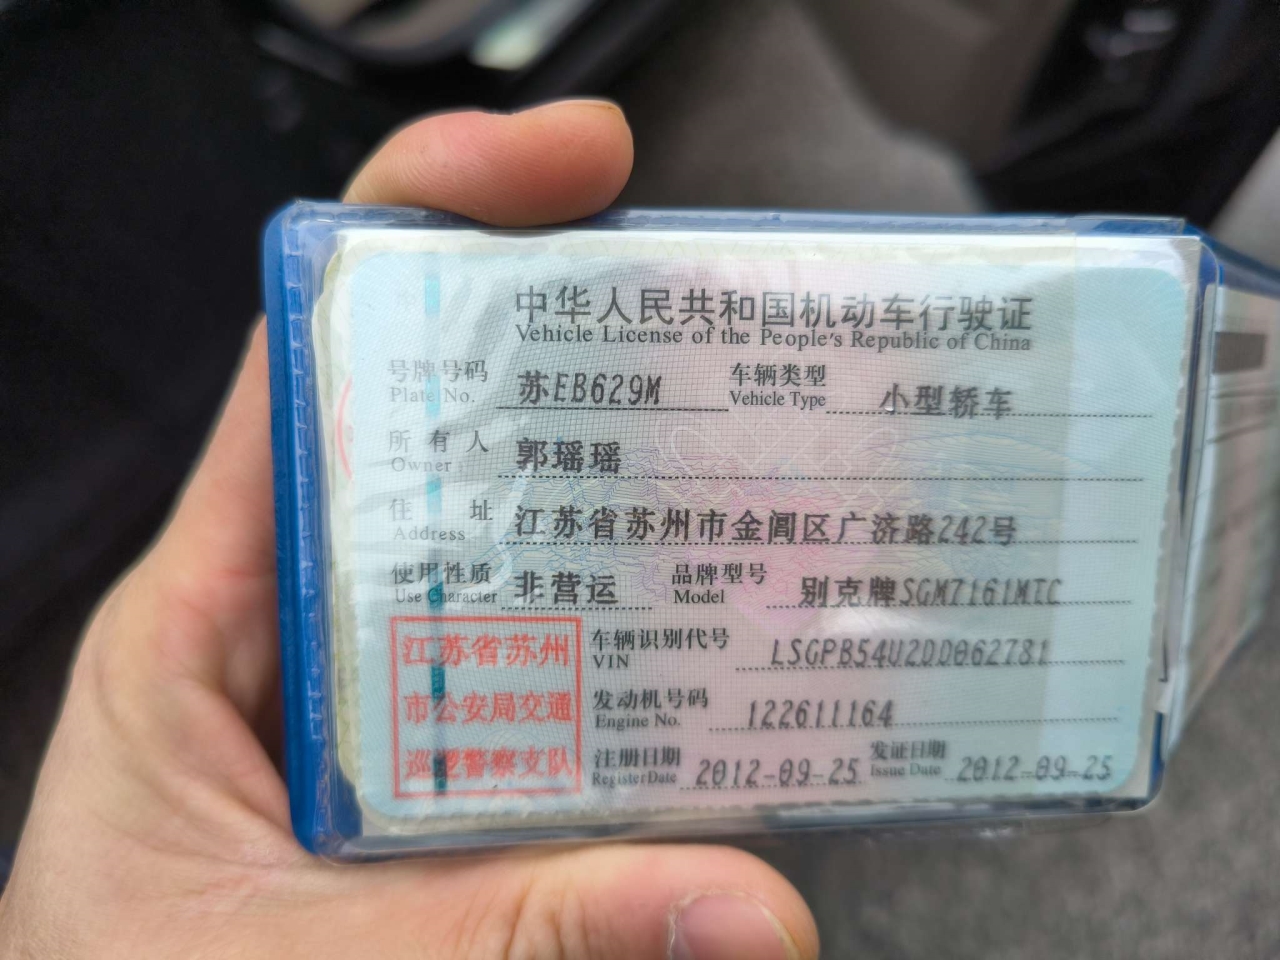 中华人民共和国机动车行驶证
Vehicle License of the People's Republic of China
号牌号码 苏EB629M 车辆类型 小型轿车
Plate No. Vehicle Type
所有人 郭瑶瑶
Owner
住址 江苏省苏州市金阊区广济路242号
Address
使用性质 非营运 品牌型号 别克牌SGM7161MTC
Use Character Model
江苏省苏州
市公安局交通
巡逻警察支队
车辆识别代号 LSGPB54U2DD062781
VIN
发动机号码 122611164
Engine No.
注册日期 2012-09-25 发证日期 2012-09-25
Register Date Issue Date